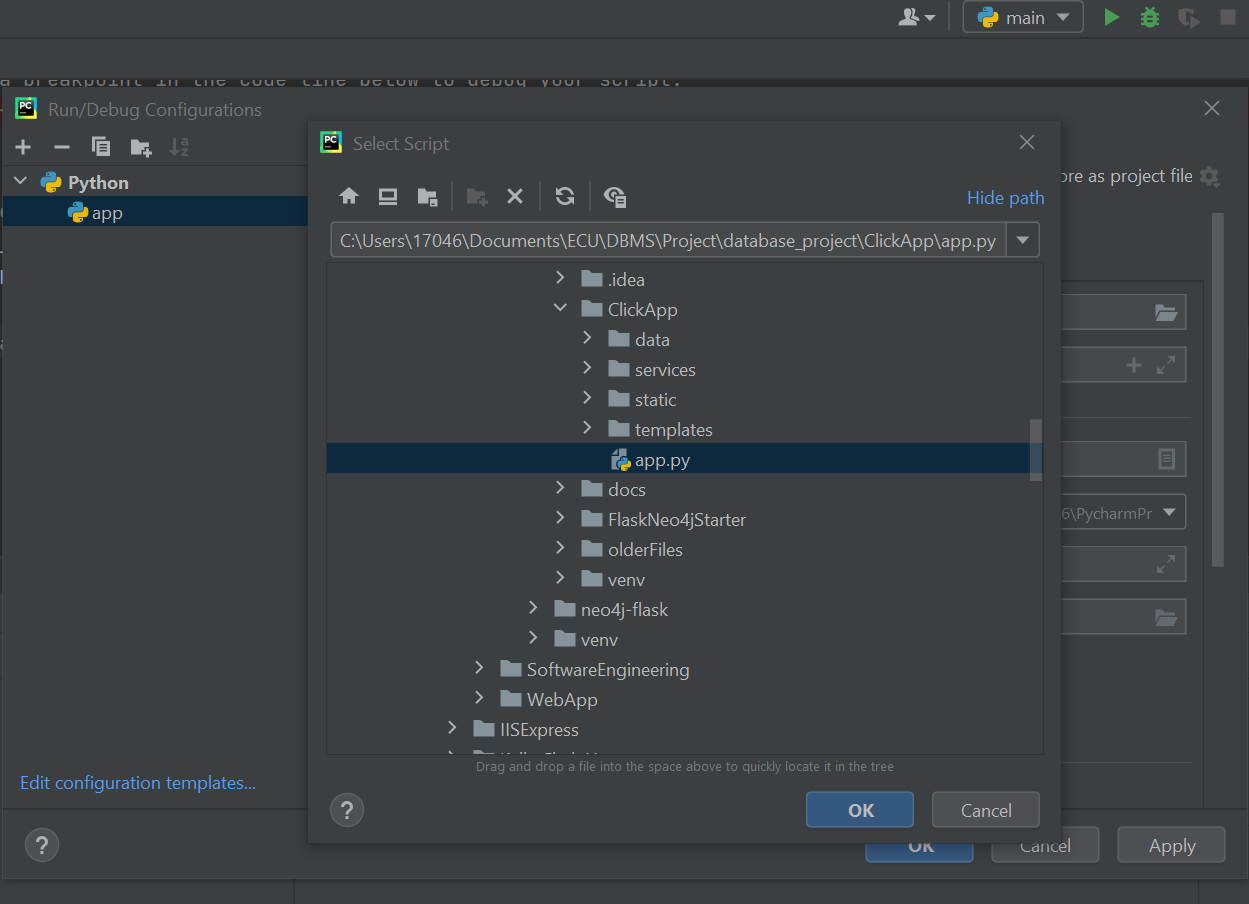 main
a breakpoint in the code line below to debug your script.
PC
Run/Debug Configurations
PC
Select Script
Python
app
ore as project file
Hide path
C:\Users\17046\Documents\ECU\DBMS\Project\database_project\ClickApp\app.py
.idea
ClickApp
data
services
static
templates
app.py
docs
FlaskNeo4jStarter
6\PycharmPr
olderFiles
venv
neo4j-flask
venv
SoftwareEngineering
WebApp
IISExpress
Drag and drop a file into the space above to quickly locate it in the tree
Edit configuration templates...
?
OK
Cancel
?
OK
Cancel
Apply